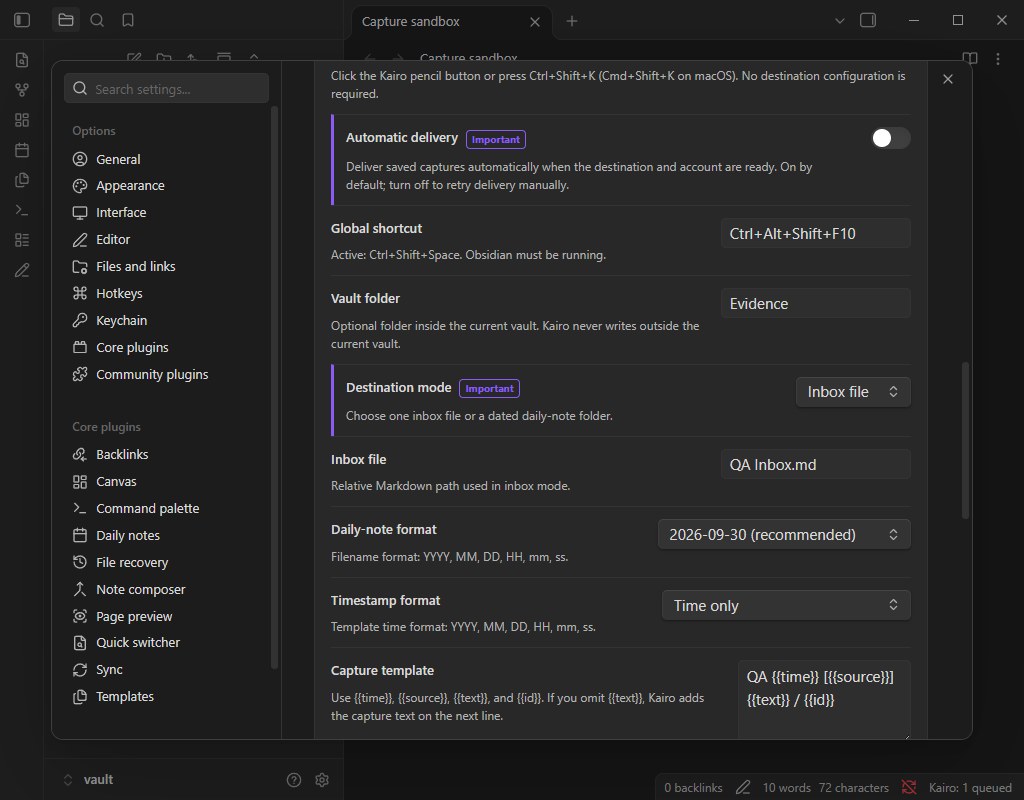 Capture sandbox
Capture sandbox
Search settings...
Options
General
Appearance
Interface
Editor
Files and links
Hotkeys
Keychain
Core plugins
Community plugins
Core plugins
Backlinks
Canvas
Command palette
Daily notes
File recovery
Note composer
Page preview
Quick switcher
Sync
Templates
Click the Kairo pencil button or press Ctrl+Shift+K (Cmd+Shift+K on macOS). No destination configuration is
required.
Automatic delivery Important
Deliver saved captures automatically when the destination and account are ready. On by
default; turn off to retry delivery manually.
Global shortcut
Ctrl+Alt+Shift+F10
Active: Ctrl+Shift+Space. Obsidian must be running.
Vault folder
Evidence
Optional folder inside the current vault. Kairo never writes outside the
current vault.
Destination mode Important
Inbox file
Choose one inbox file or a dated daily-note folder.
Inbox file
QA Inbox.md
Relative Markdown path used in inbox mode.
Daily-note format
2026-09-30 (recommended)
Filename format: YYYY, MM, DD, HH, mm, ss.
Timestamp format
Time only
Template time format: YYYY, MM, DD, HH, mm, ss.
Capture template
QA {{time}} [{{source}}]
{{text}} / {{id}}
Use {{time}}, {{source}}, {{text}}, and {{id}}. If you omit {{text}}, Kairo adds
the capture text on the next line.
vault
0 backlinks 10 words 72 characters Kairo: 1 queued